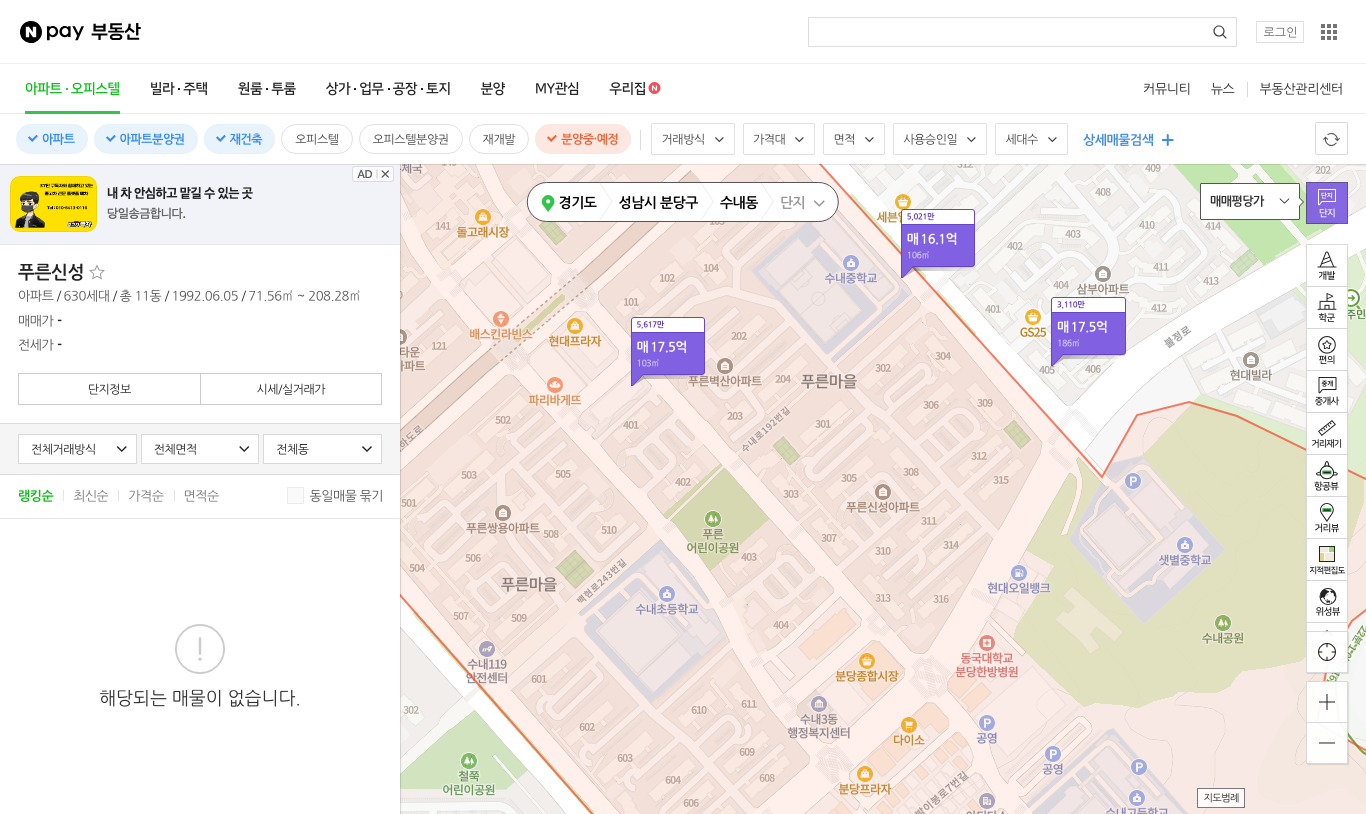 N pay 부동산
로그인
아파트·오피스텔
빌라·주택
원룸·투룸
상가·업무·공장·토지
분양
MY관심
우리집 N
커뮤니티
뉴스
부동산관리센터
아파트
아파트분양권
재건축
오피스텔
오피스텔분양권
재개발
분양중·예정
거래방식
가격대
면적
사용승인일
세대수
상세매물검색
AD
내 차 안심하고 맡길 수 있는 곳
당일송금합니다.
푸른신성
아파트 / 630세대 / 총 11동 / 1992.06.05 / 71.56㎡ ~ 208.28㎡
매매가 -
전세가 -
단지정보
시세/실거래가
전체거래방식
전체면적
전체동
랭킹순
최신순
가격순
면적순
동일매물 묶기
해당되는 매물이 없습니다.
경기도
성남시 분당구
수내동
단지
매매평당가
단지
단지
개발
학군
편의
중개
중개사
거리재기
항공뷰
거리뷰
지적편집도
위성뷰
지도범례
5,021만
매 16.1억
106㎡
3,110만
매 17.5억
186㎡
5,617만
매 17.5억
103㎡
돌고래시장
수내중학교
삼부아파트
GS25
불정로
현대빌라
배스킨라빈스
현대프라자
파리바게뜨
푸른벽산아파트
푸른마을
수내로192번길
푸른쌍용아파트
푸른
어린이공원
푸른신성아파트
푸른마을
백현로243번길
수내초등학교
현대오일뱅크
샛별중학교
수내공원
수내119
안전센터
분당종합시장
동국대학교
분당한방병원
수내3동
행정복지센터
다이소
공영
공영
철쭉
어린이공원
분당프라자
수내고등학교
401
408
405
402
403
404
407
409
405
406
103
102
104
101
204
203
201
302
306
309
502
503
505
508
510
506
504
507
509
402
401
404
403
303
305
307
310
311
308
314
313
316
601
602
603
604
606
608
609
610
611
302